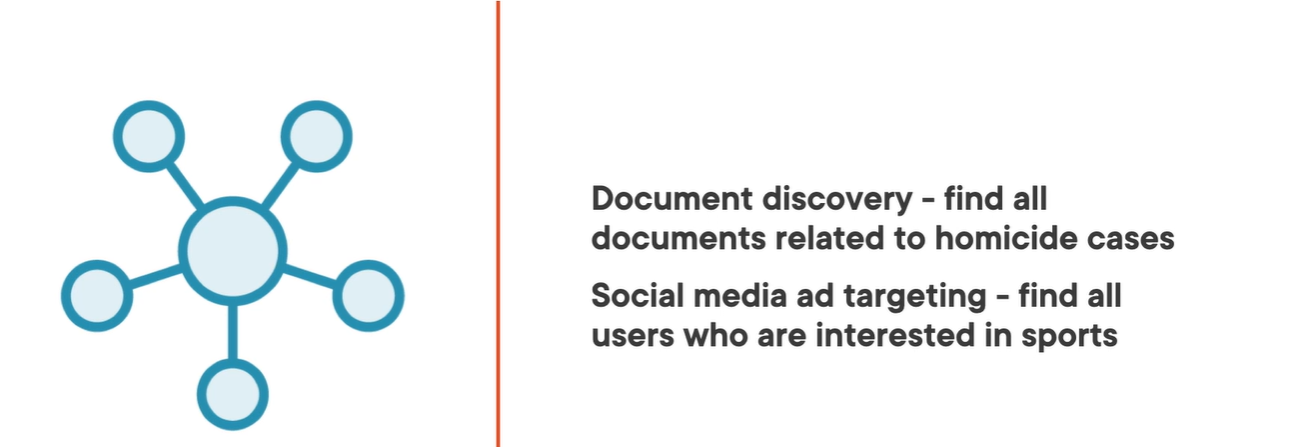 Document discovery - find all
documents related to homicide cases
Social media ad targeting - find all
users who are interested in sports